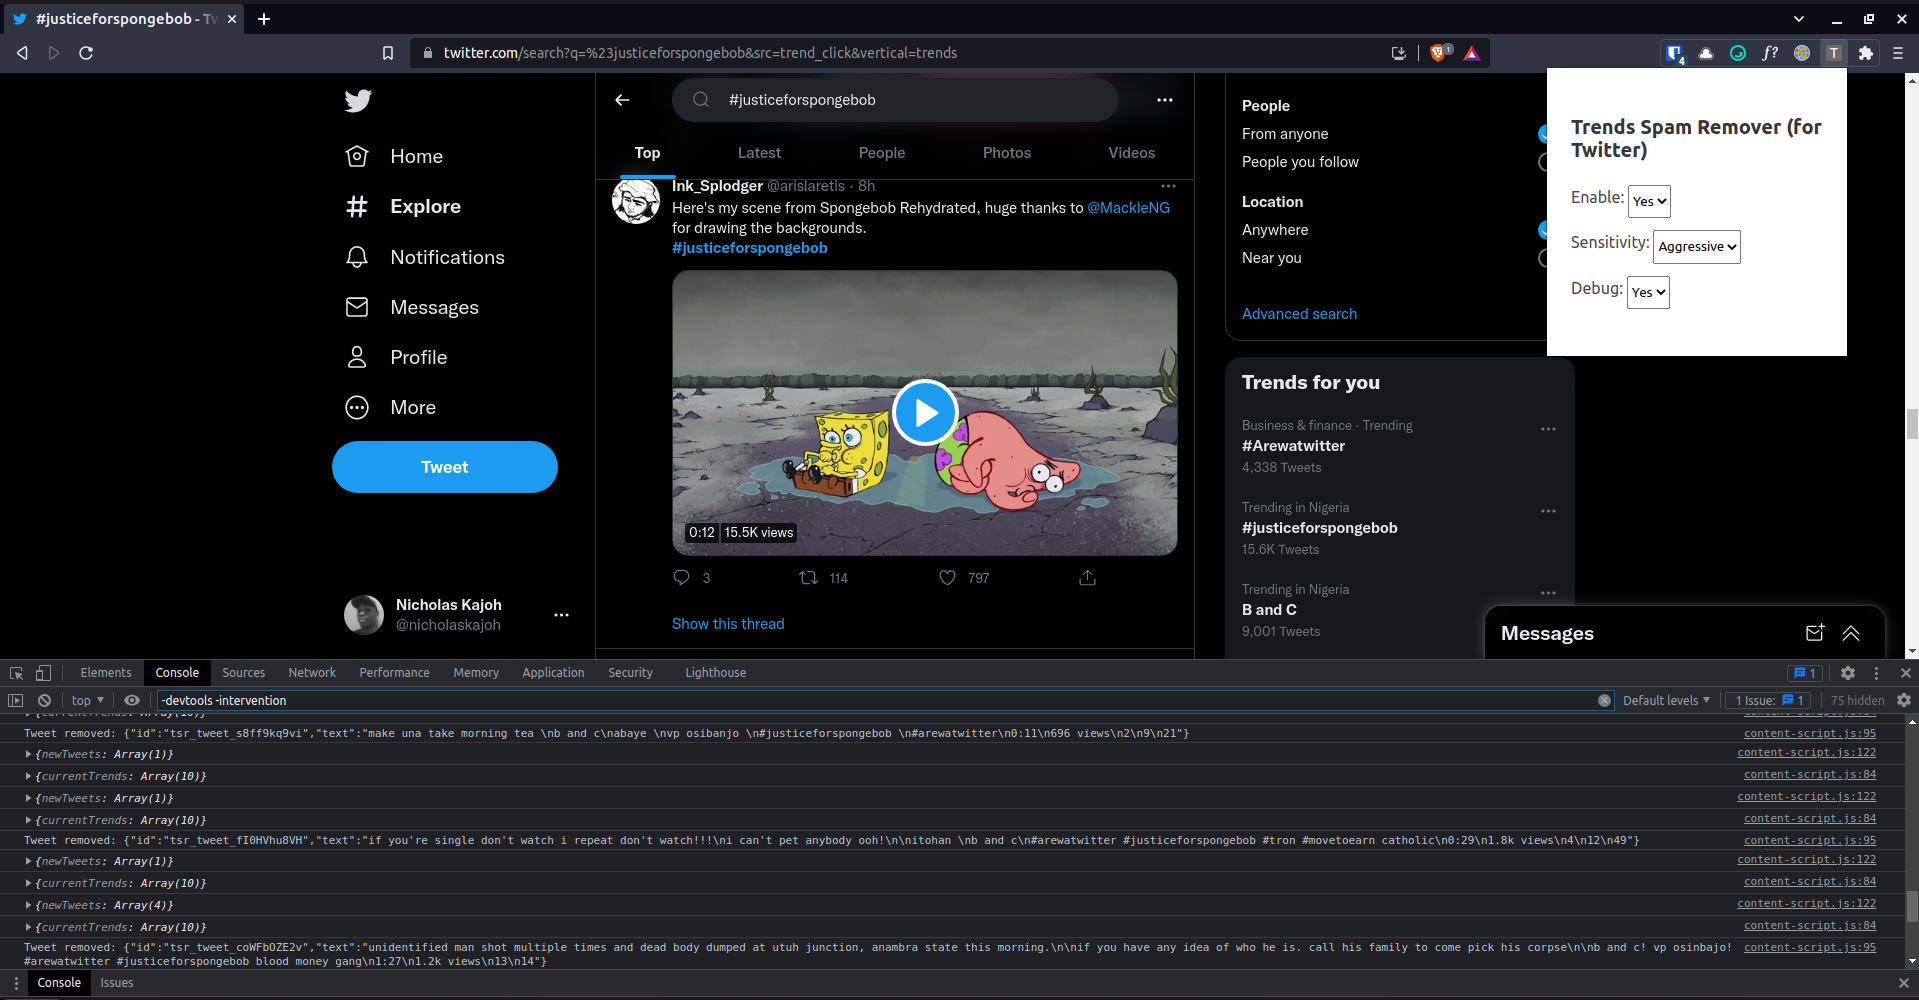 #justiceforspongebob - Tw
twitter.com/search?q=%23justiceforspongebob&src=trend_click&vertical=trends
1
4
f?
T
Home
Explore
Notifications
Messages
Profile
More
Tweet
Nicholas Kajoh
@nicholaskajoh
#justiceforspongebob
Top
Latest
People
Photos
Videos
Ink_Splodger @arislaretis · 8h
Here's my scene from Spongebob Rehydrated, huge thanks to @MackleNG
for drawing the backgrounds.
#justiceforspongebob
0:12
15.5K views
3
114
797
Show this thread
People
From anyone
People you follow
Location
Anywhere
Near you
Advanced search
Trends for you
Business & finance · Trending
#Arewatwitter
4,338 Tweets
Trending in Nigeria
#justiceforspongebob
15.6K Tweets
Trending in Nigeria
B and C
9,001 Tweets
Messages
Trends Spam Remover (for
Twitter)
Enable: Yes
Sensitivity: Aggressive
Debug: Yes
Elements Console Sources Network Performance Memory Application Security Lighthouse 1
top -devtools -intervention Default levels 1 Issue: 1 75 hidden
{currentTrends: Array(10)} content-script.js:84
Tweet removed: {"id":"tsr_tweet_s8ff9kq9vi","text":"make una take morning tea \nb and c\nabaye \nvp osibanjo \n#justiceforspongebob \n#arewatwitter\n0:11\n696 views\n2\n9\n21"} content-script.js:95
{newTweets: Array(1)} content-script.js:122
{currentTrends: Array(10)} content-script.js:84
{newTweets: Array(1)} content-script.js:122
{currentTrends: Array(10)} content-script.js:84
Tweet removed: {"id":"tsr_tweet_fI0HVhu8VH","text":"if you're single don't watch i repeat don't watch!!!\ni can't pet anybody ooh!\n\nitohan \nb and c\n#arewatwitter #justiceforspongebob #tron #movetoearn catholic\n0:29\n1.8k views\n4\n12\n49"} content-script.js:95
{newTweets: Array(1)} content-script.js:122
{currentTrends: Array(10)} content-script.js:84
{newTweets: Array(4)} content-script.js:122
{currentTrends: Array(10)} content-script.js:84
Tweet removed: {"id":"tsr_tweet_coWFbOZE2v","text":"unidentified man shot multiple times and dead body dumped at utuh junction, anambra state this morning.\n\nif you have any idea of who he is. call his family to come pick his corpse\n\nb and c! vp osinbajo! content-script.js:95
#arewatwitter #justiceforspongebob blood money gang\n1:27\n1.2k views\n13\n14"}
Console Issues